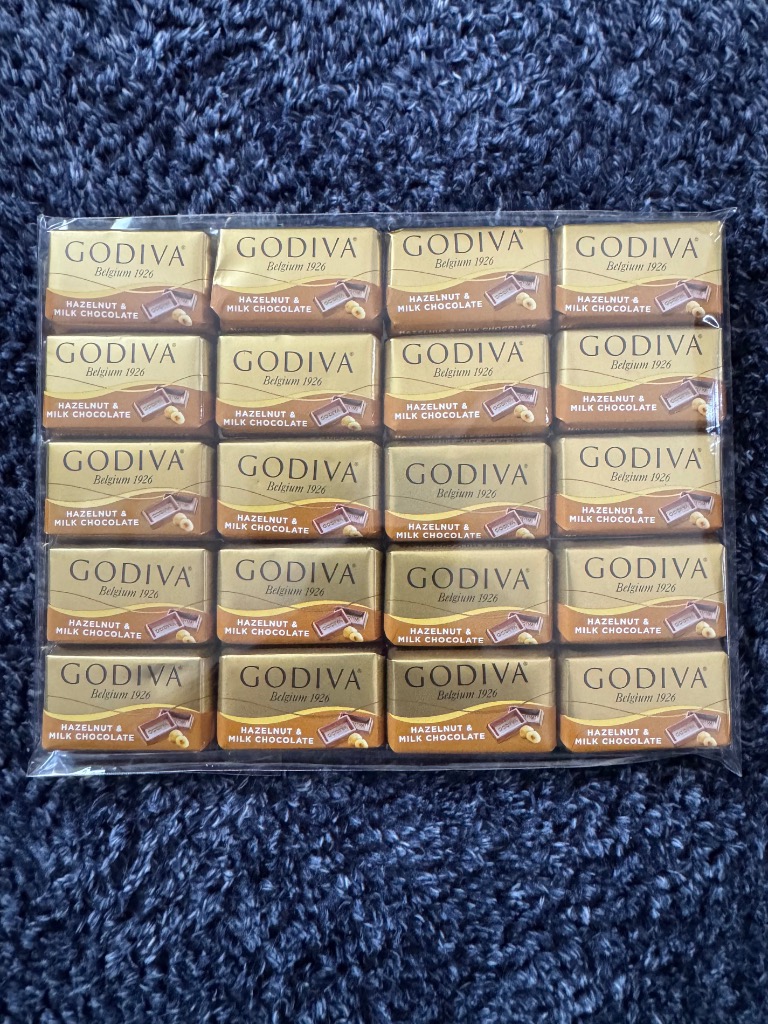 GODIVA® GODIVA® GODIVA® GODIVA®
Belgium 1926 Belgium 1926 Belgium 1926 Belgium 1926
HAZELNUT & HAZELNUT & HAZELNUT & HAZELNUT &
MILK CHOCOLATE MILK CHOCOLATE MILK CHOCOLATE MILK CHOCOLATE
HAZELNUT & MILK CHOCOLATE
GODIVA® GODIVA® GODIVA® GODIVA®
Belgium 1926 Belgium 1926 Belgium 1926 Belgium 1926
HAZELNUT & HAZELNUT & HAZELNUT & HAZELNUT &
MILK CHOCOLATE MILK CHOCOLATE MILK CHOCOLATE MILK CHOCOLATE
GODIVA® GODIVA® GODIVA® GODIVA®
Belgium 1926 Belgium 1926 Belgium 1926 Belgium 1926
HAZELNUT & HAZELNUT & HAZELNUT & HAZELNUT &
MILK CHOCOLATE MILK CHOCOLATE MILK CHOCOLATE MILK CHOCOLATE
GODIVA® GODIVA® GODIVA® GODIVA®
Belgium 1926 Belgium 1926 Belgium 1926 Belgium 1926
HAZELNUT & HAZELNUT & HAZELNUT & HAZELNUT &
MILK CHOCOLATE MILK CHOCOLATE MILK CHOCOLATE MILK CHOCOLATE
GODIVA® GODIVA® GODIVA® GODIVA®
Belgium 1926 Belgium 1926 Belgium 1926 Belgium 1926
HAZELNUT & HAZELNUT & HAZELNUT & HAZELNUT &
MILK CHOCOLATE MILK CHOCOLATE MILK CHOCOLATE MILK CHOCOLATE